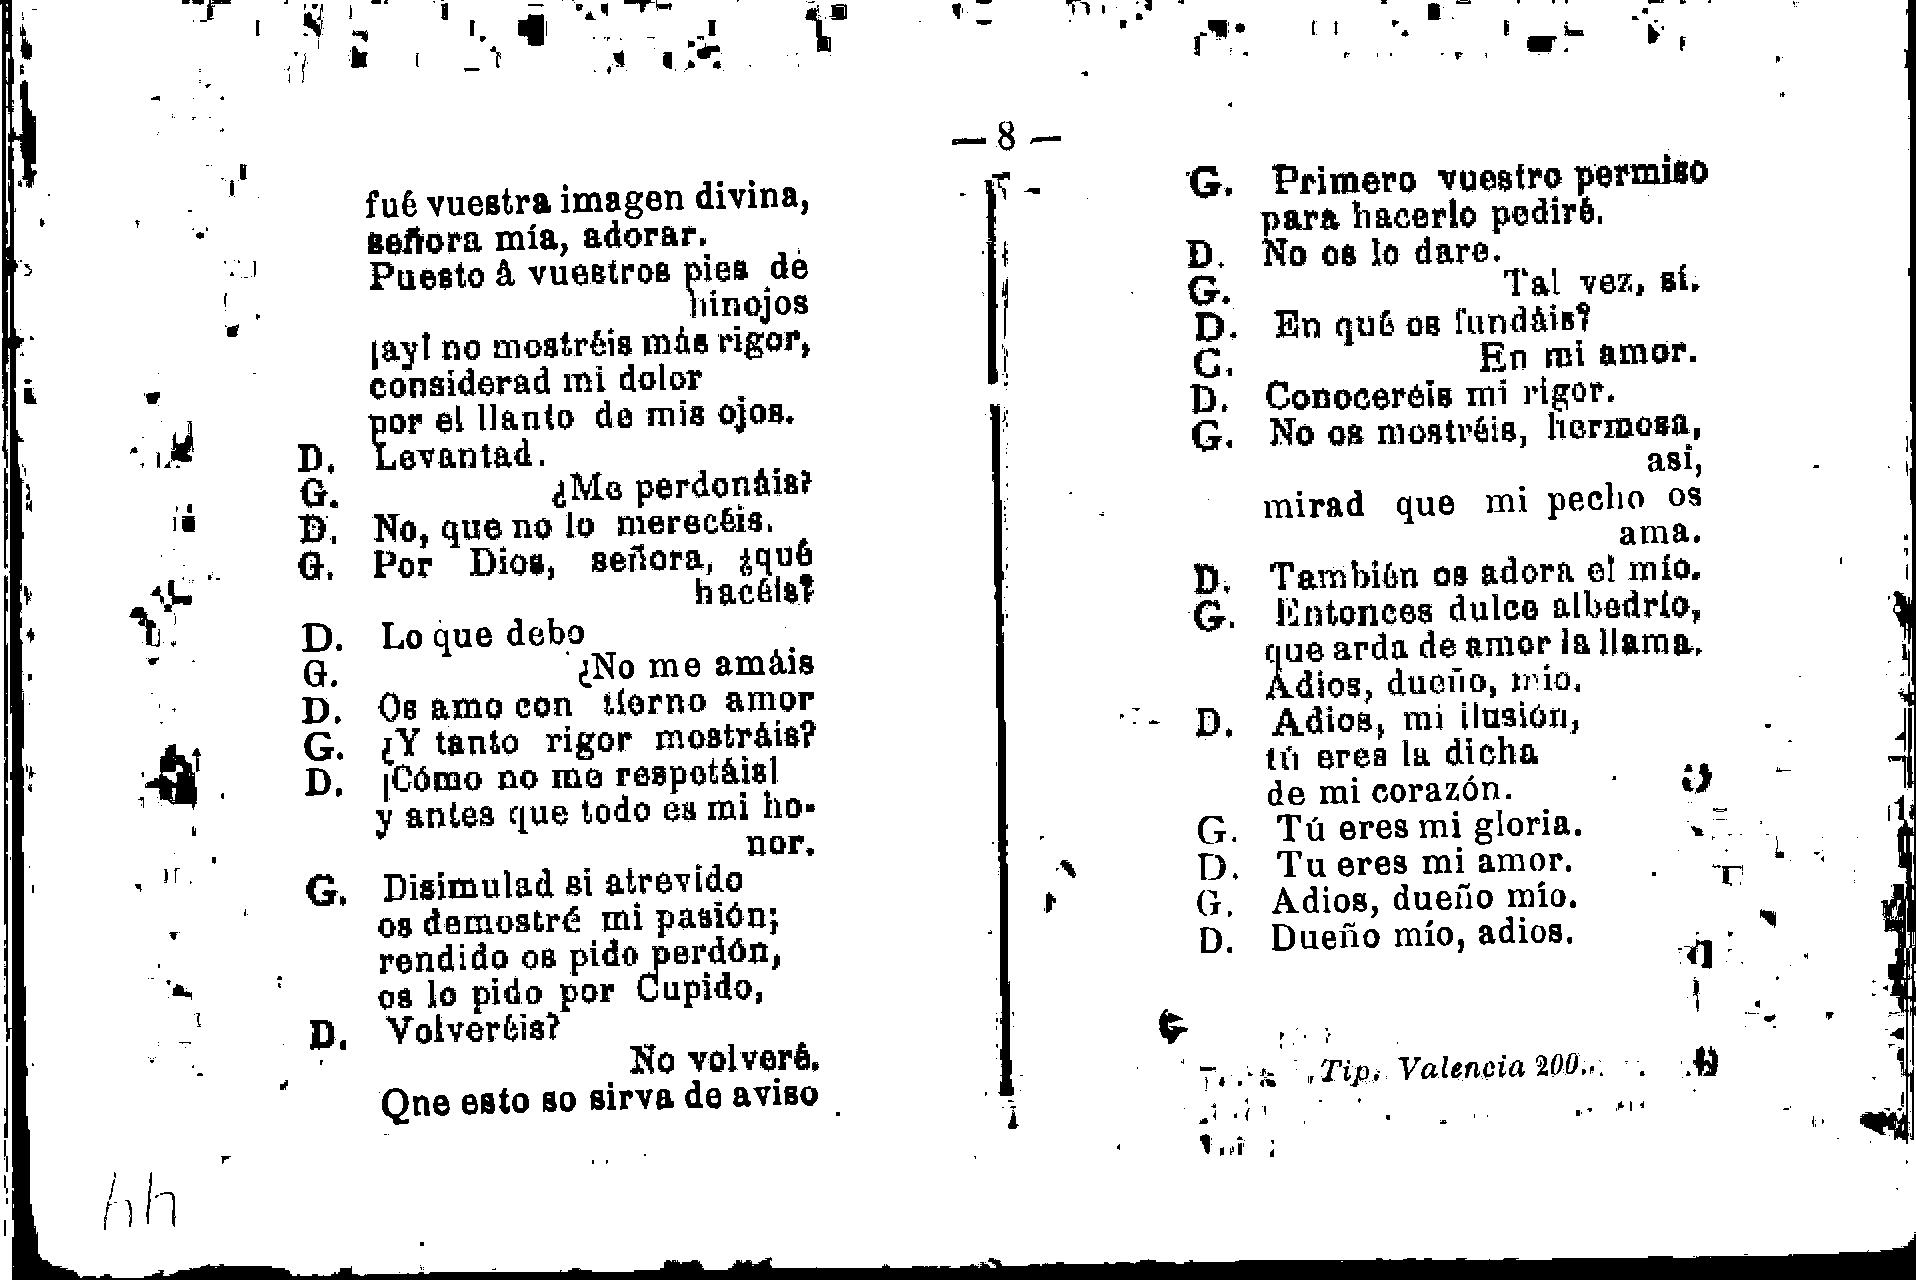 — 8 —
fué vuestra imagen divina,
señora mía, adorar.
Puesto á vuestros pies de
hinojos
¡ay! no mostréis más rigor,
considerad mi dolor
por el llanto de mis ojos.
D. Levantad.
G. ¿Me perdonáis?
D. No, que no lo merecéis.
G. Por Dios, señora, ¿qué
hacéis?
D. Lo que debo
G. ¿No me amáis
D. Os amo con tierno amor
G. ¿Y tanto rigor mostráis?
D. ¡Cómo no me respetáis!
y antes que todo es mi ho-
nor.
G. Disimulad si atrevido
os demostré mi pasión;
rendido os pido perdón,
os lo pido por Cupido,
D. Volveréis?
No volveré.
Qne esto so sirva de aviso
G. Primero vuestro permiso
para hacerlo pediré.
D. No os lo dare.
G. Tal vez, sí.
D. En qué os fundáis?
G. En mi amor.
D. Conoceréis mi rigor.
G. No os mostréis, hermosa,
asi,
mirad que mi pecho os
ama.
D. También os adora el mío.
G. Entonces dulce albedrío,
que arda de amor la llama.
Adios, dueño, mío.
D. Adios, mi ilusión,
tú eres la dicha
de mi corazón.
G. Tú eres mi gloria.
D. Tu eres mi amor.
G. Adios, dueño mío.
D. Dueño mío, adios.
Tip. Valencia 200.
44